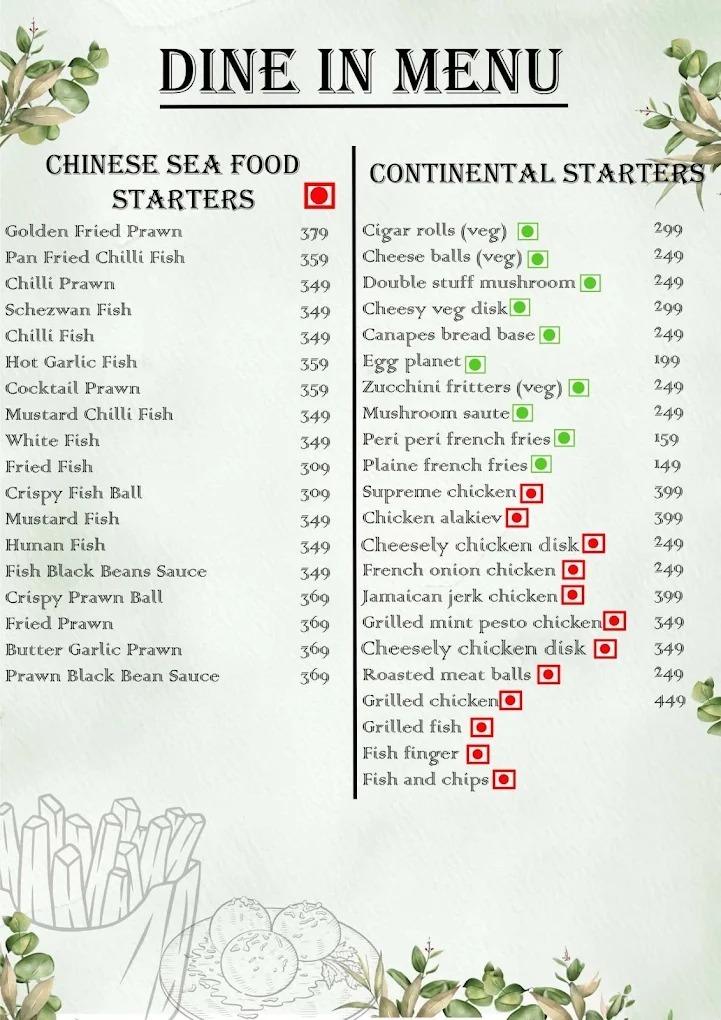 DINE IN MENU
CHINESE SEA FOOD
STARTERS
Golden Fried Prawn 379
Pan Fried Chilli Fish 359
Chilli Prawn 349
Schezwan Fish 349
Chilli Fish 349
Hot Garlic Fish 359
Cocktail Prawn 359
Mustard Chilli Fish 349
White Fish 349
Fried Fish 309
Crispy Fish Ball 309
Mustard Fish 349
Hunan Fish 349
Fish Black Beans Sauce 349
Crispy Prawn Ball 369
Fried Prawn 369
Butter Garlic Prawn 369
Prawn Black Bean Sauce 369
CONTINENTAL STARTERS
Cigar rolls (veg) 299
Cheese balls (veg) 249
Double stuff mushroom 249
Cheesy veg disk 299
Canapes bread base 249
Egg planet 199
Zucchini fritters (veg) 249
Mushroom saute 249
Peri peri french fries 159
Plaine french fries 149
Supreme chicken 399
Chicken alakiev 399
Cheesely chicken disk 249
French onion chicken 249
Jamaican jerk chicken 399
Grilled mint pesto chicken 349
Cheesely chicken disk 349
Roasted meat balls 249
Grilled chicken 449
Grilled fish
Fish finger
Fish and chips